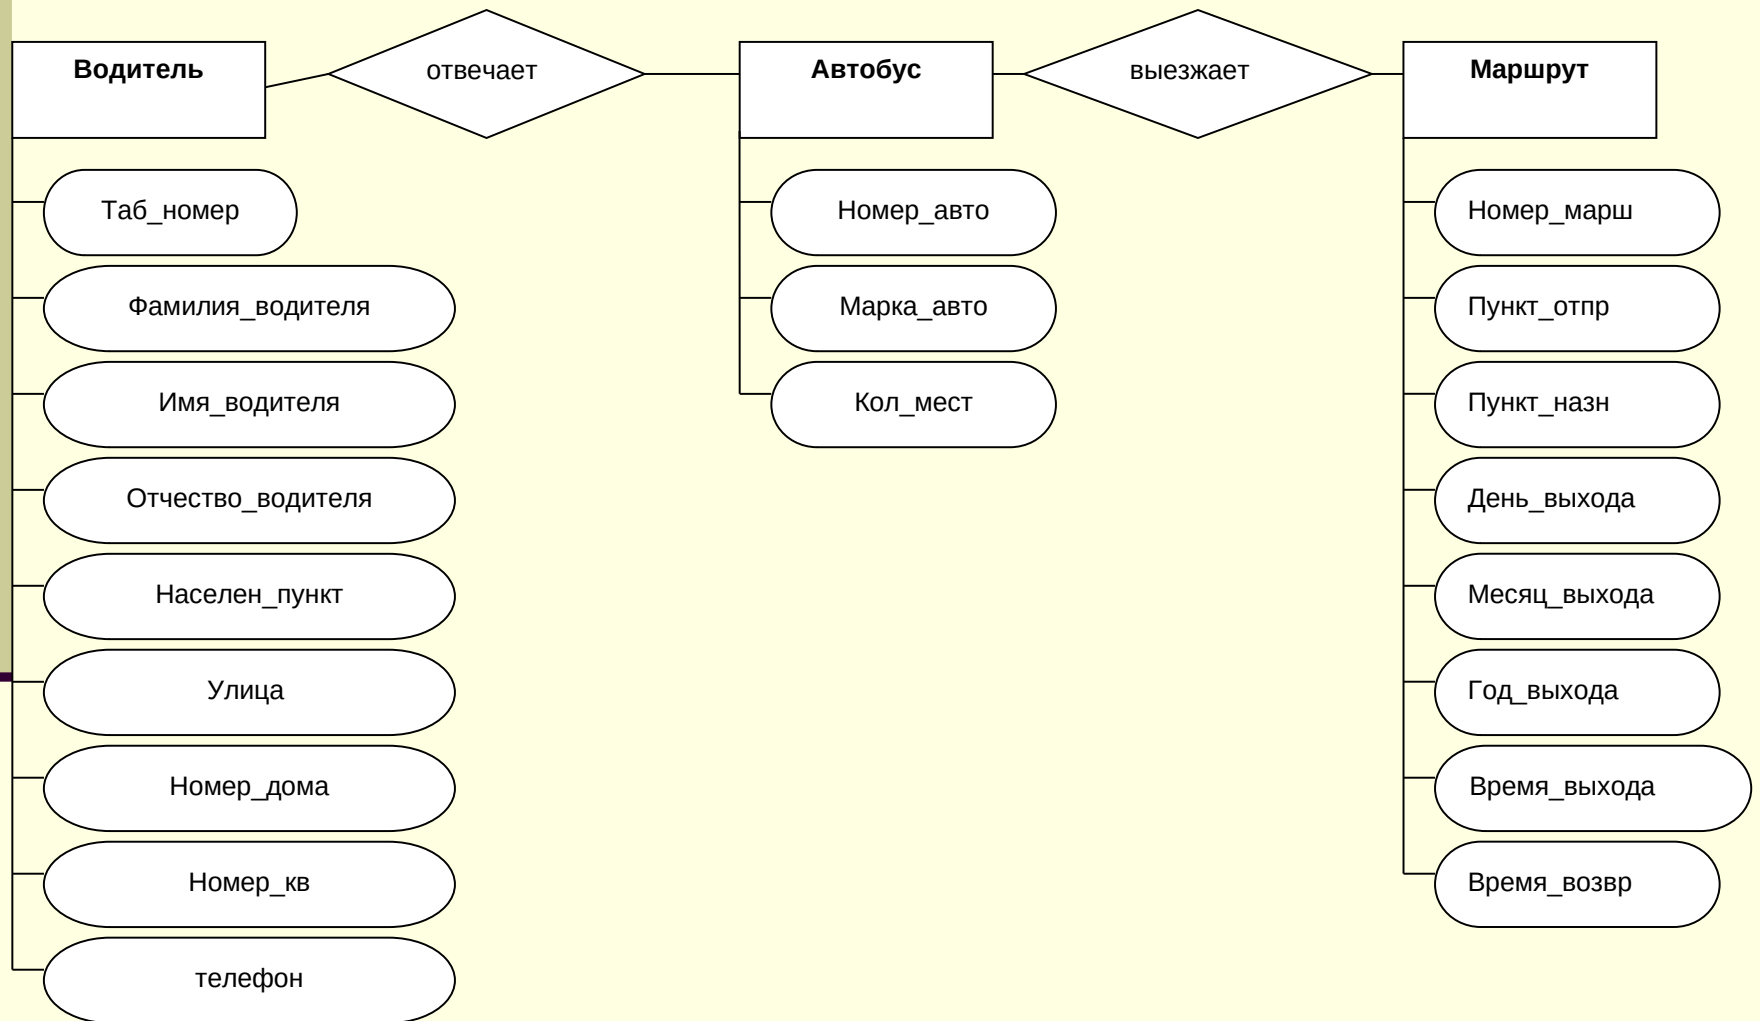 Водитель
отвечает
Автобус
выезжает
Маршрут
Таб_номер
Фамилия_водителя
Имя_водителя
Отчество_водителя
Населен_пункт
Улица
Номер_дома
Номер_кв
телефон
Номер_авто
Марка_авто
Кол_мест
Номер_марш
Пункт_отпр
Пункт_назн
День_выхода
Месяц_выхода
Год_выхода
Время_выхода
Время_возвр